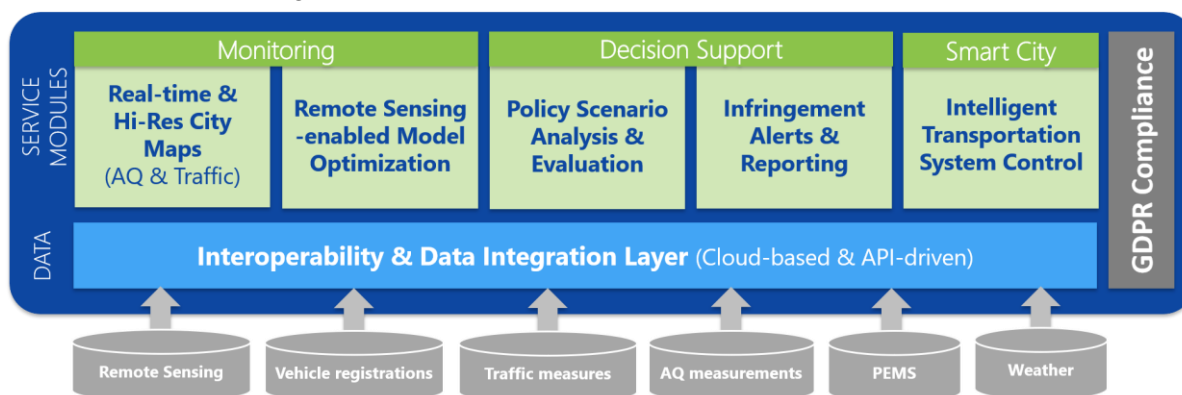 Monitoring
Decision Support
Smart City
SERVICE
MODULES
Real-time &
Hi-Res City
Maps
(AQ & Traffic)
Remote Sensing
-enabled Model
Optimization
Policy Scenario
Analysis &
Evaluation
Infringement
Alerts &
Reporting
Intelligent
Transportation
System Control
GDPR Compliance
DATA
Interoperability & Data Integration Layer (Cloud-based & API-driven)
Remote Sensing
Vehicle registrations
Traffic measures
AQ measurements
PEMS
Weather